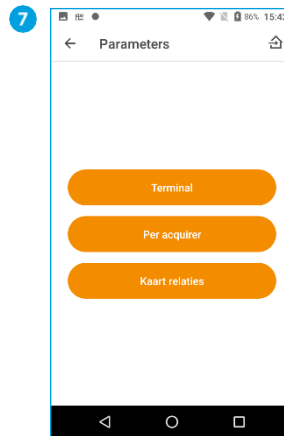 7
86% 15:43
Parameters
Terminal
Per acquirer
Kaart relaties